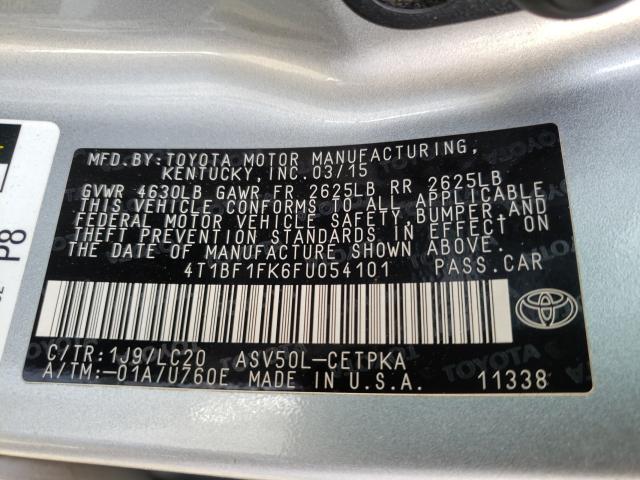 MFD.BY:TOYOTA MOTOR MANUFACTURING,
KENTUCKY, INC. 03/15
GVWR 4630LB GAWR FR 2625LB RR 2625LB
THIS VEHICLE CONFORMS TO ALL APPLICABLE
FEDERAL MOTOR VEHICLE SAFETY,BUMPER,AND
THEFT PREVENTION STANDARDS IN EFFECT ON
THE DATE OF MANUFACTURE SHOWN ABOVE.
4T1BF1FK6FU054101 PASS.CAR
C/TR:1J9/LC20 ASV50L-CETPKA
A/TM:-01A/U760E MADE IN U.S.A. 11338
P8